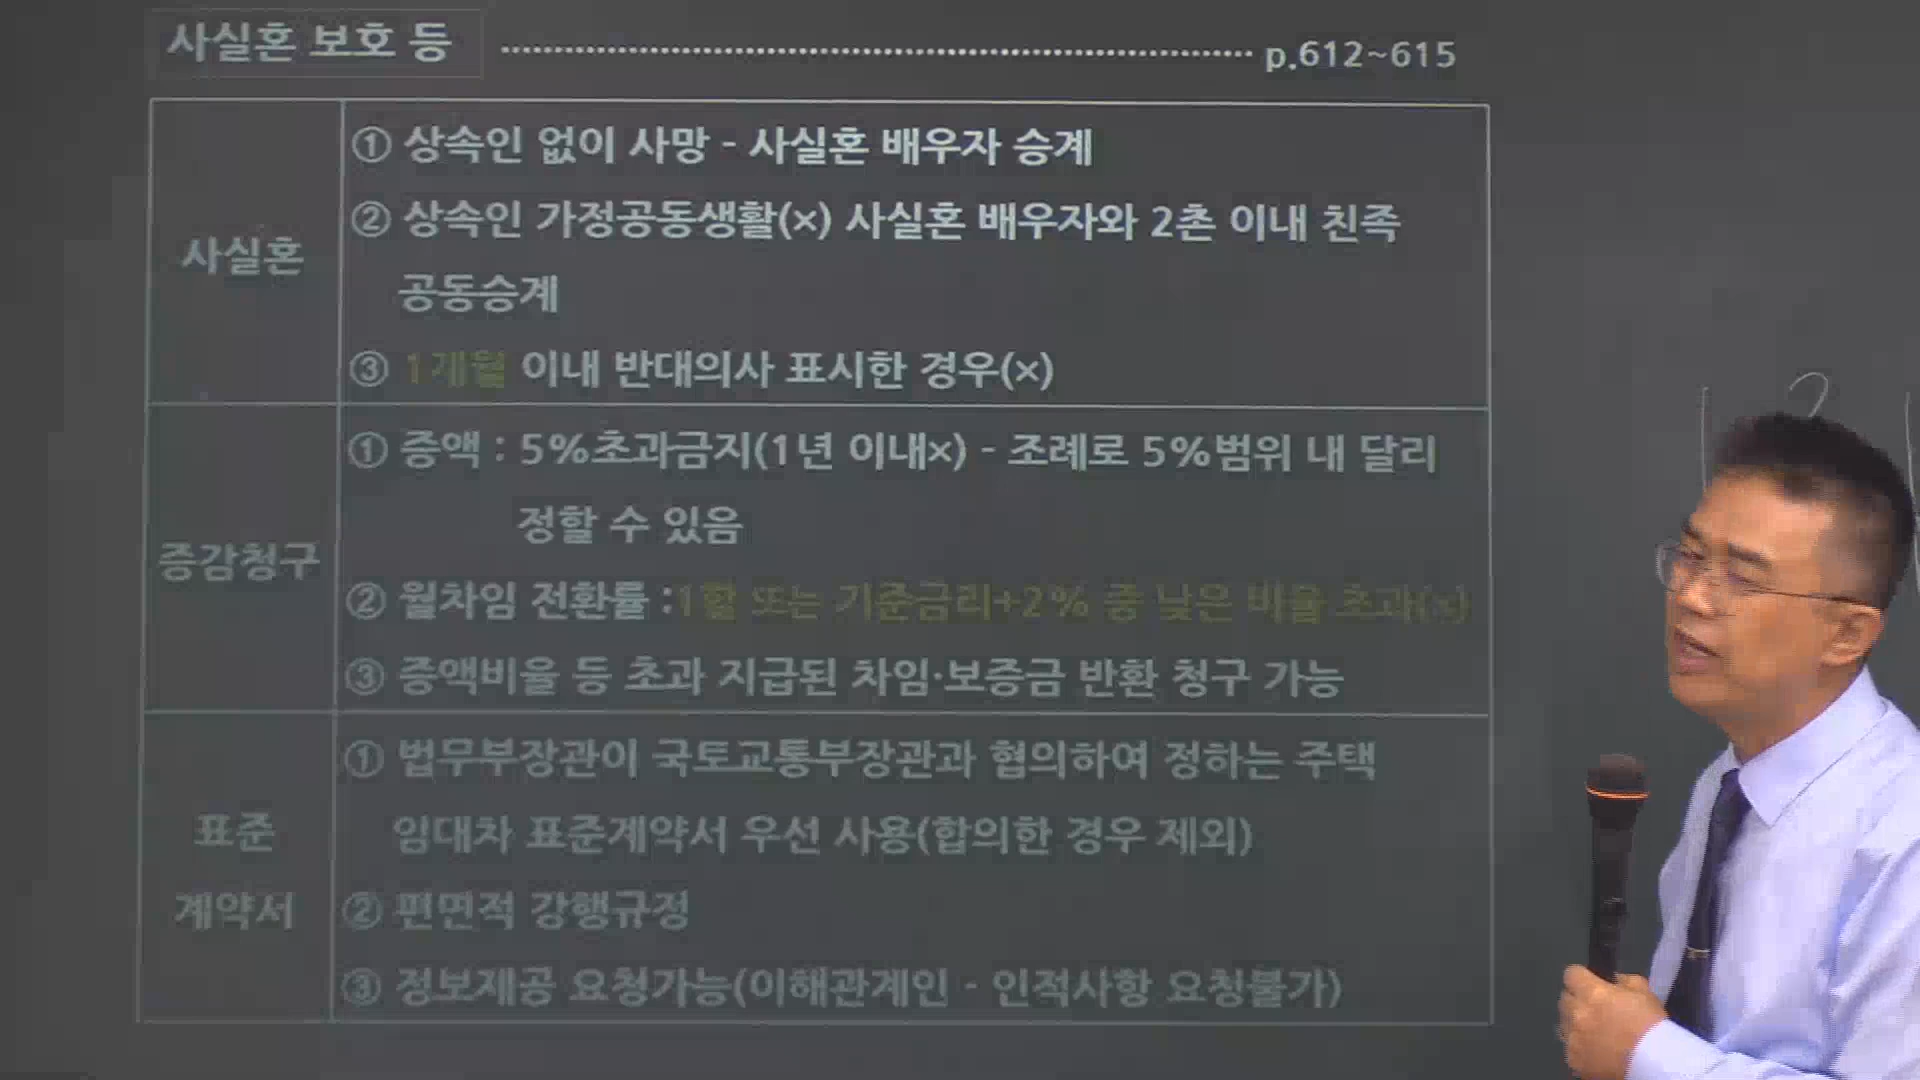 사실혼 보호 등 p.612~615
사실혼
① 상속인 없이 사망 - 사실혼 배우자 승계
② 상속인 가정공동생활(×) 사실혼 배우자와 2촌 이내 친족
공동승계
③ 1개월 이내 반대의사 표시한 경우(×)
증감청구
① 증액 : 5%초과금지(1년 이내×) - 조례로 5%범위 내 달리
정할 수 있음
② 월차임 전환률 : 1할 또는 기준금리+2% 중 낮은 비율 초과(×)
③ 증액비율 등 초과 지급된 차임·보증금 반환 청구 가능
표준
계약서
① 법무부장관이 국토교통부장관과 협의하여 정하는 주택
임대차 표준계약서 우선 사용(합의한 경우 제외)
② 편면적 강행규정
③ 정보제공 요청가능(이해관계인 - 인적사항 요청불가)